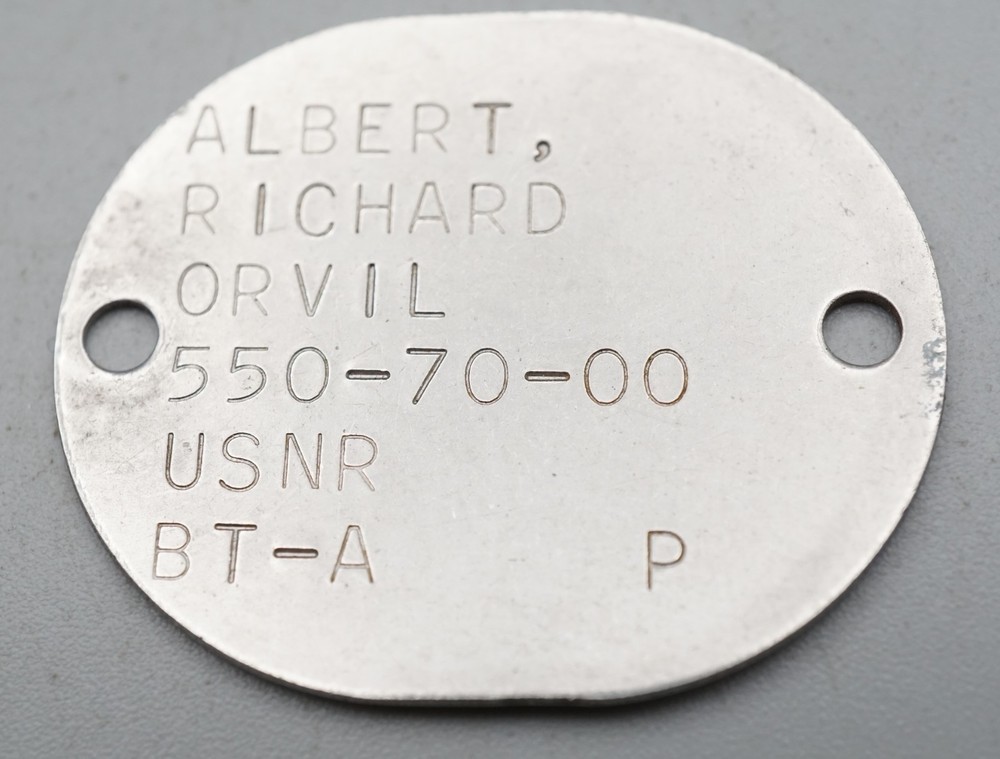 ALBERT,
RICHARD
ORVIL
550-70-00
USNR
BT-A P